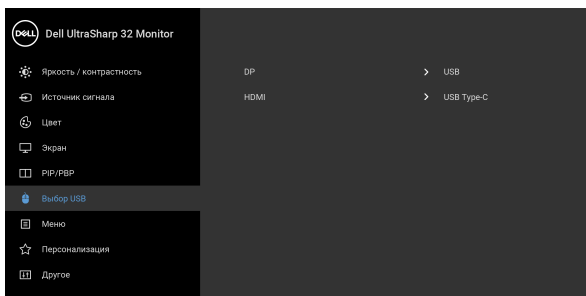 DELL Dell UltraSharp 32 Monitor
Яркость / контрастность DP USB
Источник сигнала HDMI USB Type-C
Цвет
Экран
PIP/PBP
Выбор USB
Меню
Персонализация
Другое